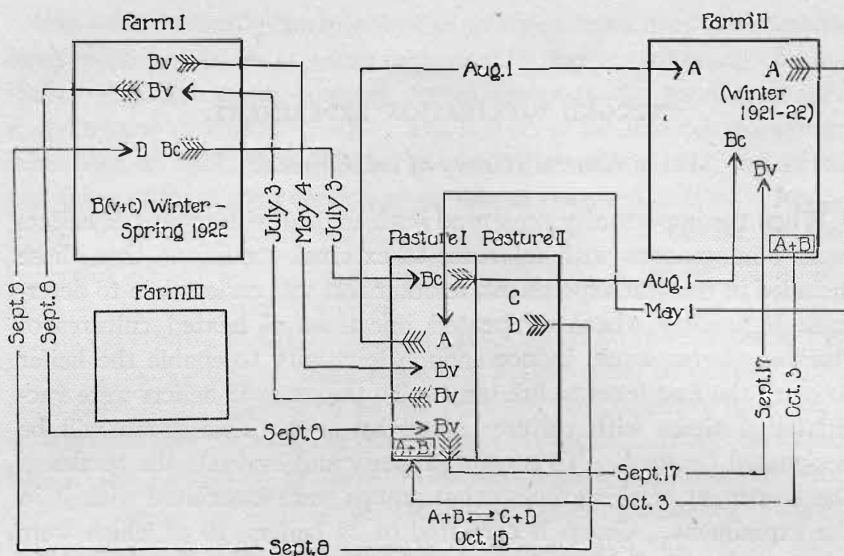 Farm I
Bv
Bv
D Bc
B(v+c) Winter–
Spring 1922
Farm II
A A
(Winter
1921-22)
Bc
Bv
A+B
Aug.1
July 3
May 4
July 3
Farm III
Pasture I Pasture II
Bc
C
D
A
Bv
Bv
Bv
A+B
Aug.1
May 1
Sept.8
Sept.8
Sept.8
Sept.17
Oct. 3
Sept.17
Oct. 3
A+B ⟷ C+D
Oct. 15
Sept.8